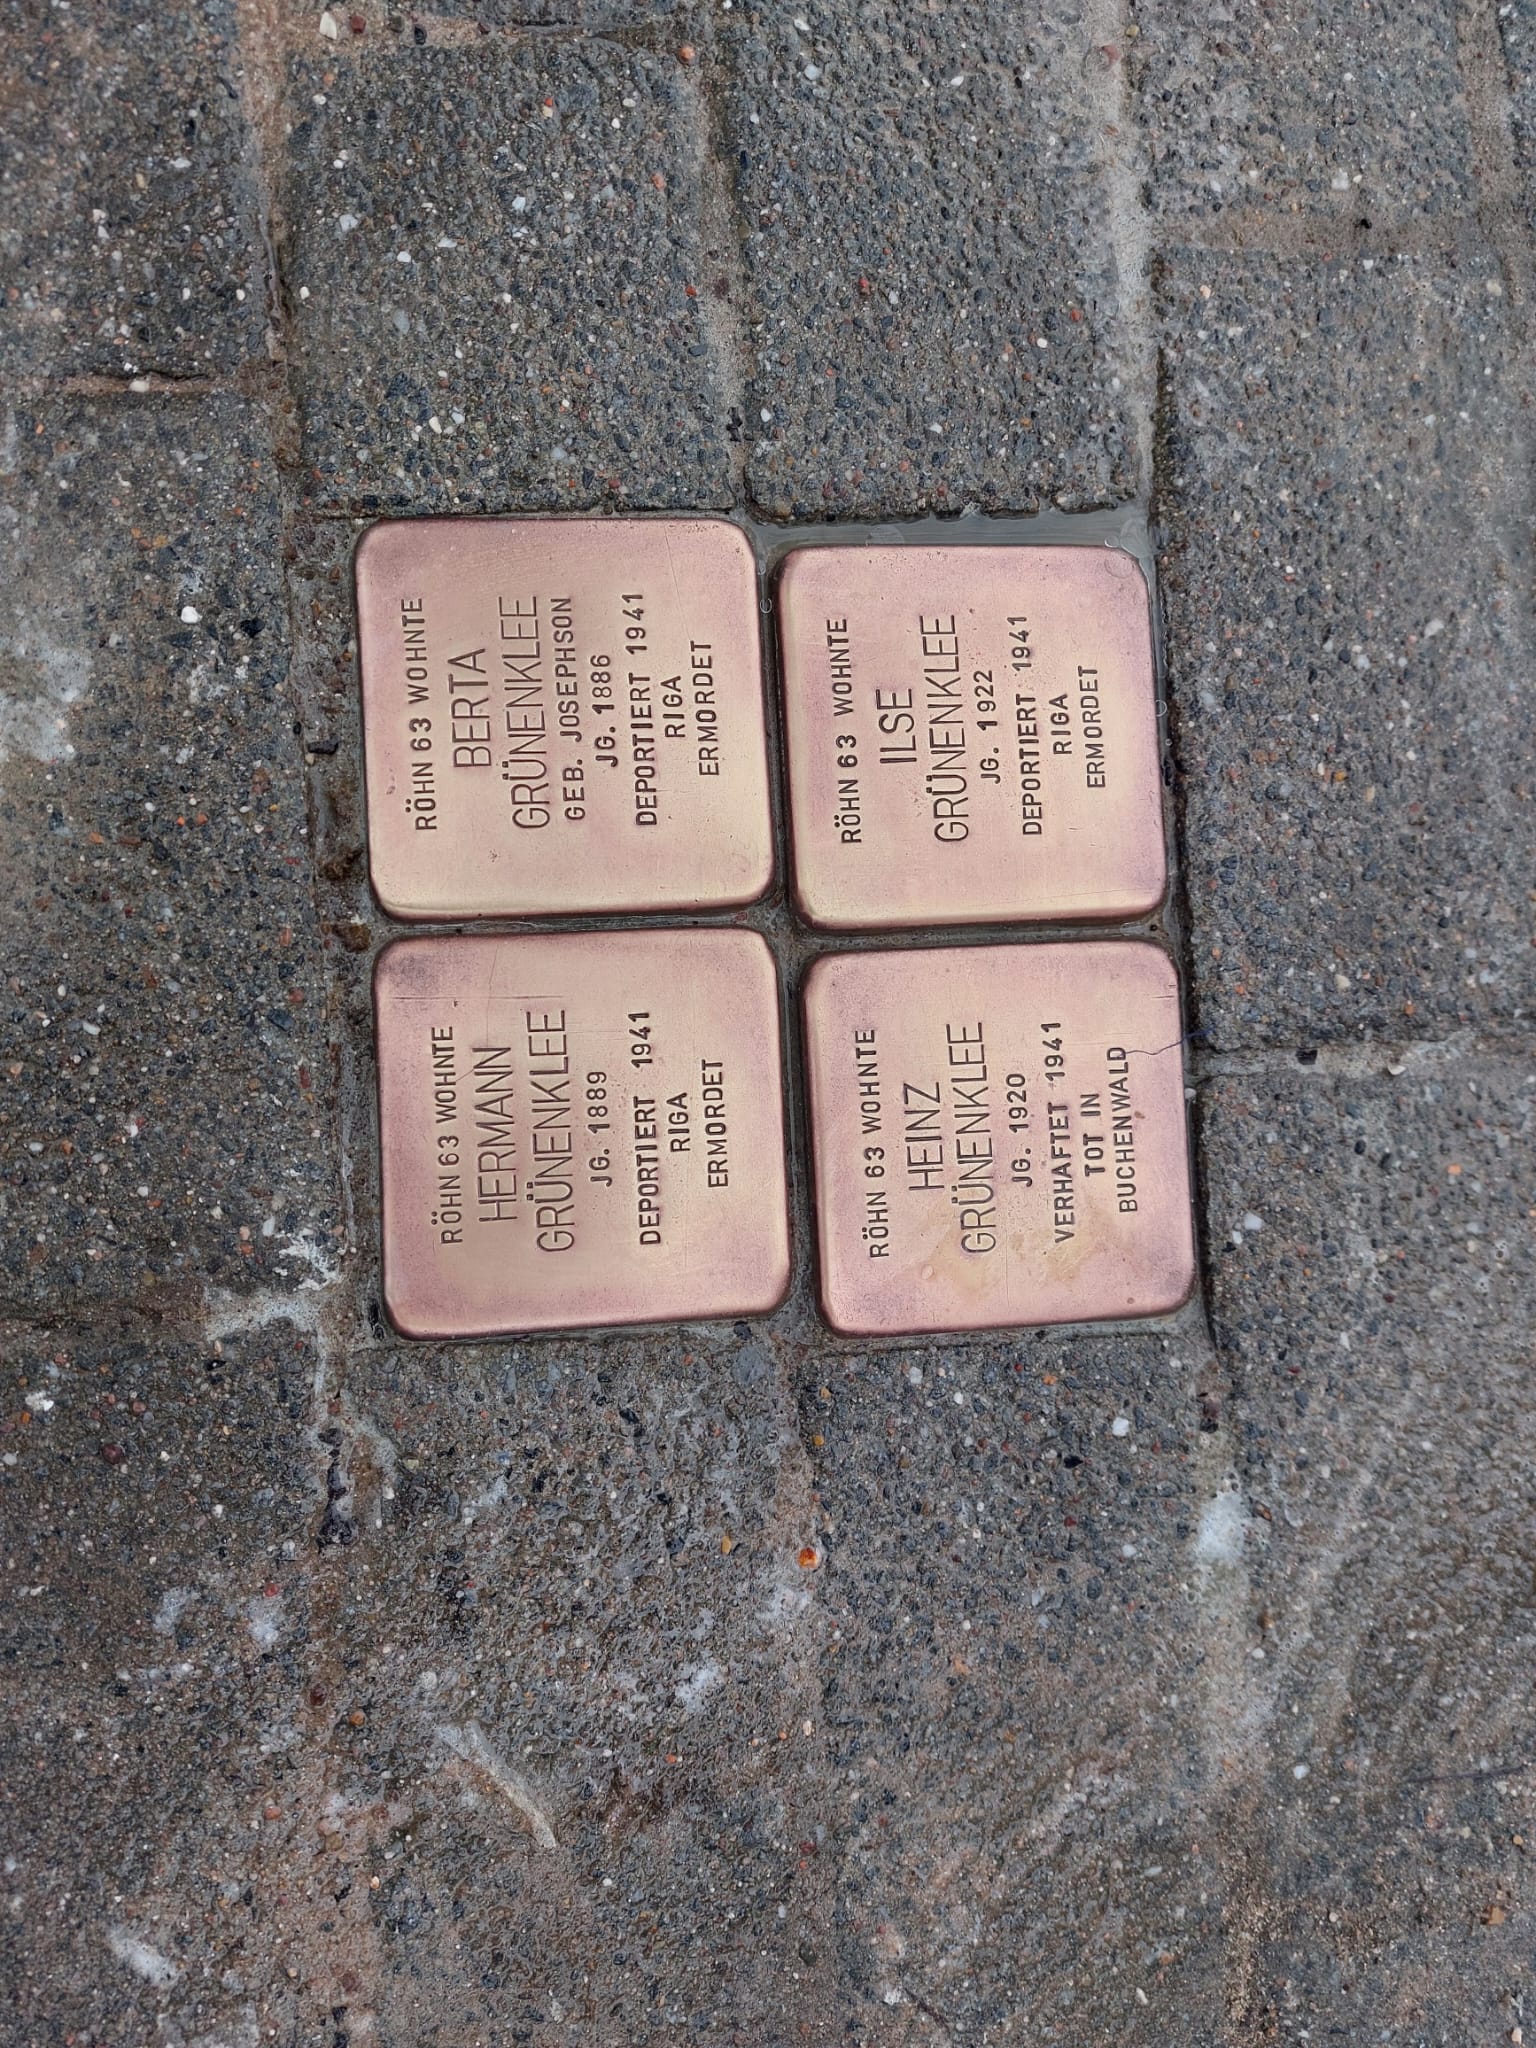 RÖHN 63 WOHNTE
HERMANN
GRÜNENKLEE
JG. 1889
DEPORTIERT 1941
RIGA
ERMORDET
RÖHN 63 WOHNTE
BERTA
GRÜNENKLEE
GEB. JOSEPHSON
JG. 1886
DEPORTIERT 1941
RIGA
ERMORDET
RÖHN 63 WOHNTE
HEINZ
GRÜNENKLEE
JG. 1920
VERHAFTET 1941
TOT IN
BUCHENWALD
RÖHN 63 WOHNTE
ILSE
GRÜNENKLEE
JG. 1922
DEPORTIERT 1941
RIGA
ERMORDET